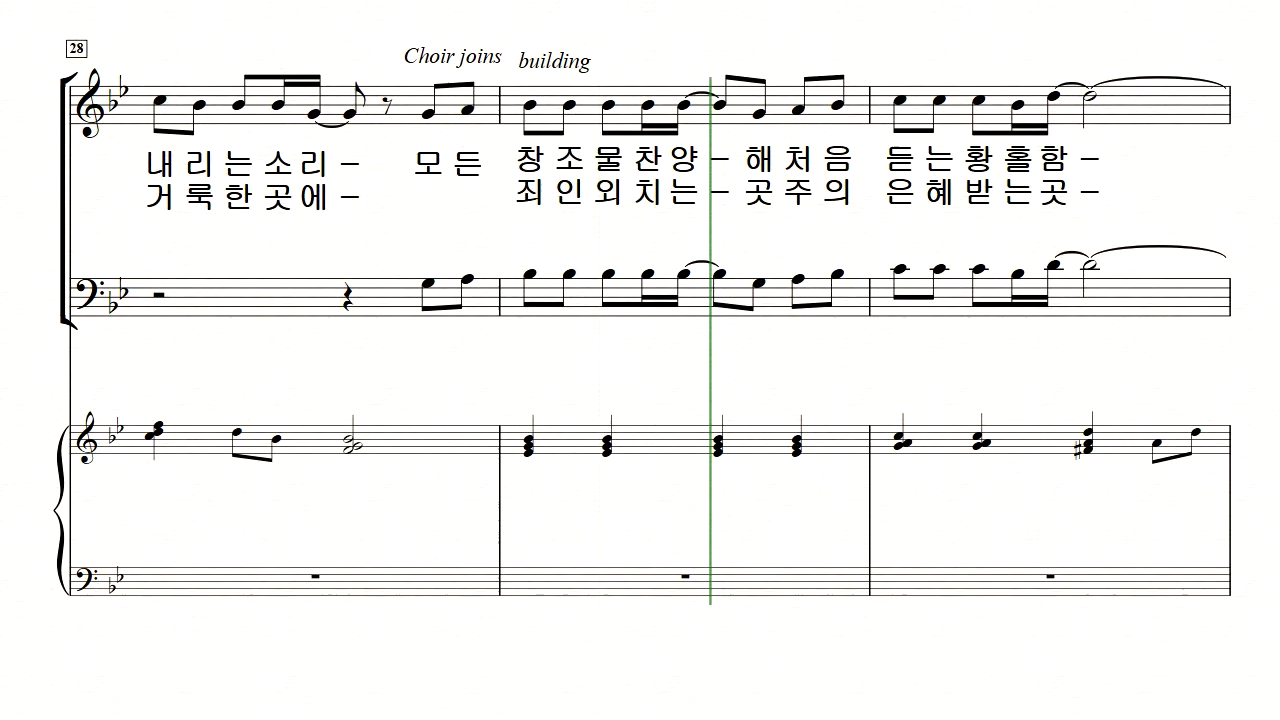 28
Choir joins building
내 리 는 소 리 – 모 든 창 조 물 찬 양 – 해 처 음 듣 는 황 홀 함 –
거 룩 한 곳 에 – 죄 인 외 치 는 – 곳 주 의 은 혜 받 는 곳 –